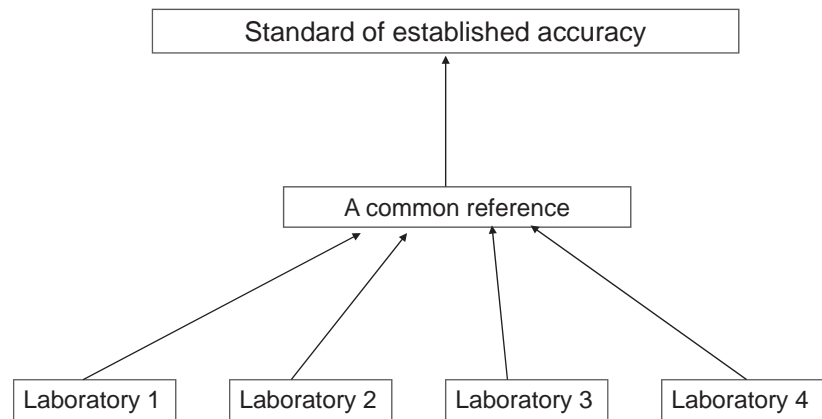 Standard of established accuracy
A common reference
Laboratory 1
Laboratory 2
Laboratory 3
Laboratory 4